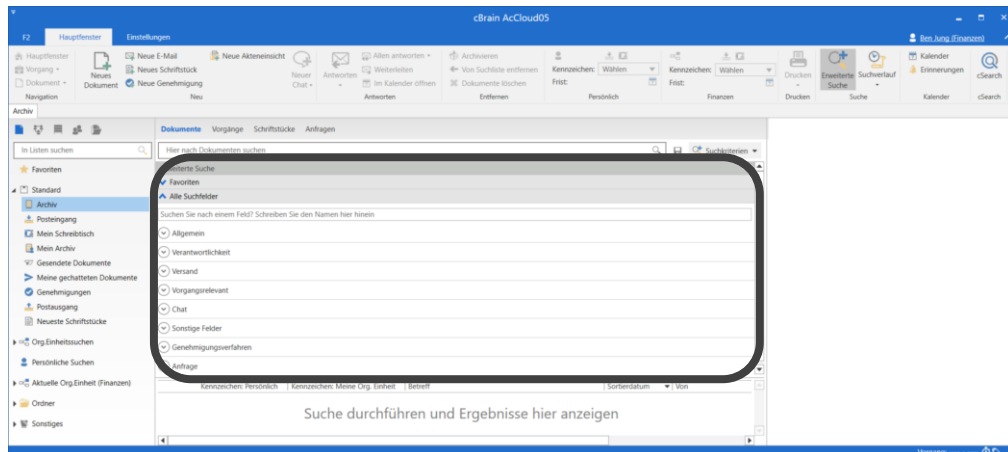 cBrain AcCloud05
F2 Hauptfenster Einstellungen Ben Jung (Finanzen)
Hauptfenster
Vorgang
Dokument
Navigation
Neues Dokument
Neue E-Mail
Neues Schriftstück
Neue Genehmigung
Neue Akteneinsicht
Neuer Chat
Neu
Antworten
Allen antworten
Weiterleiten
Im Kalender öffnen
Antworten
Archivieren
Von Suchliste entfernen
Dokumente löschen
Entfernen
Kennzeichen: Wählen
Frist:
Persönlich
Kennzeichen: Wählen
Frist:
Finanzen
Drucken
Drucken
Erweiterte Suche
Suchverlauf
Suche
Kalender
Erinnerungen
Kalender
cSearch
cSearch
Archiv
In Listen suchen
Favoriten
Standard
Archiv
Posteingang
Mein Schreibtisch
Mein Archiv
Gesendete Dokumente
Meine gechatteten Dokumente
Genehmigungen
Postausgang
Neueste Schriftstücke
Org.Einheitssuchen
Persönliche Suchen
Aktuelle Org.Einheit (Finanzen)
Ordner
Sonstiges
Dokumente Vorgänge Schriftstücke Anfragen
Hier nach Dokumenten suchen
Suchkriterien
Suche
Favoriten
Alle Suchfelder
Suchen Sie nach einem Feld? Schreiben Sie den Namen hier hinein
Allgemein
Verantwortlichkeit
Versand
Vorgangsrelevant
Chat
Sonstige Felder
Genehmigungsverfahren
Anfrage
Kennzeichen: Persönlich Kennzeichen: Meine Org. Einheit Betreff Sortierdatum Von
Suche durchführen und Ergebnisse hier anzeigen